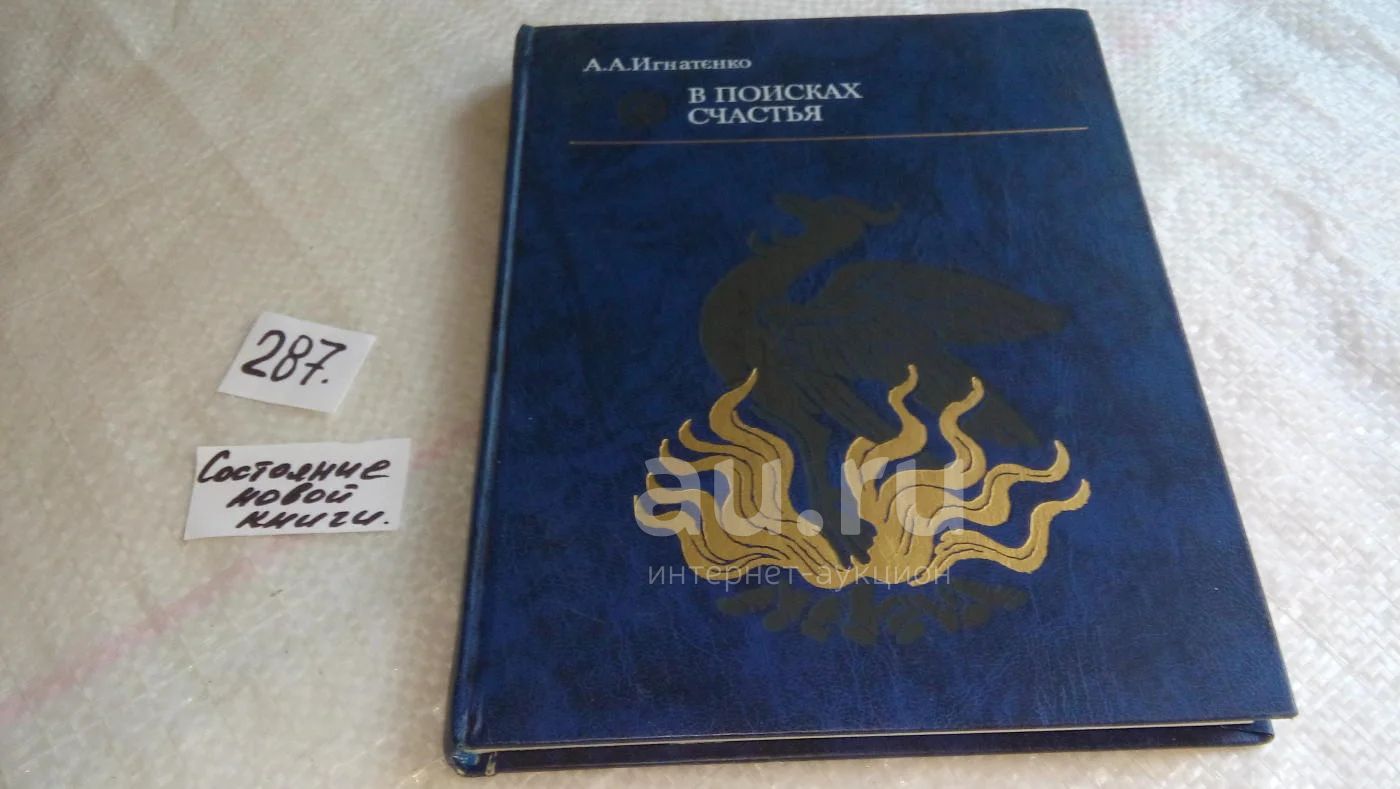 А.А.Игнатенко
В ПОИСКАХ
СЧАСТЬЯ
287.
Состояние
новой
книги.
au.ru
интернет-аукцион